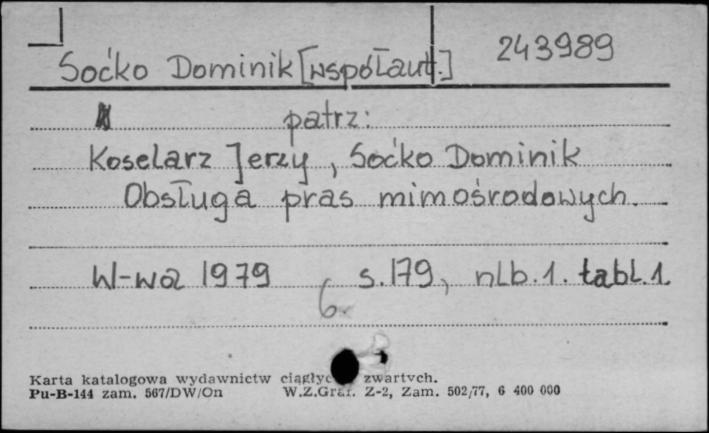 243989
Soćko Dominik [współaut.]
patrz:
Koselarz Jerzy, Soćko Dominik
Obsługa pras mimośrodowych.
W-wa 1979 s.179, nlb.1. tabl.1.
6.
Karta katalogowa wydawnictw zwartych.
Pu-B-144 zam. 567/DW/On W.Z.Graf. Z-2, Zam. 502/77, 6 400 000